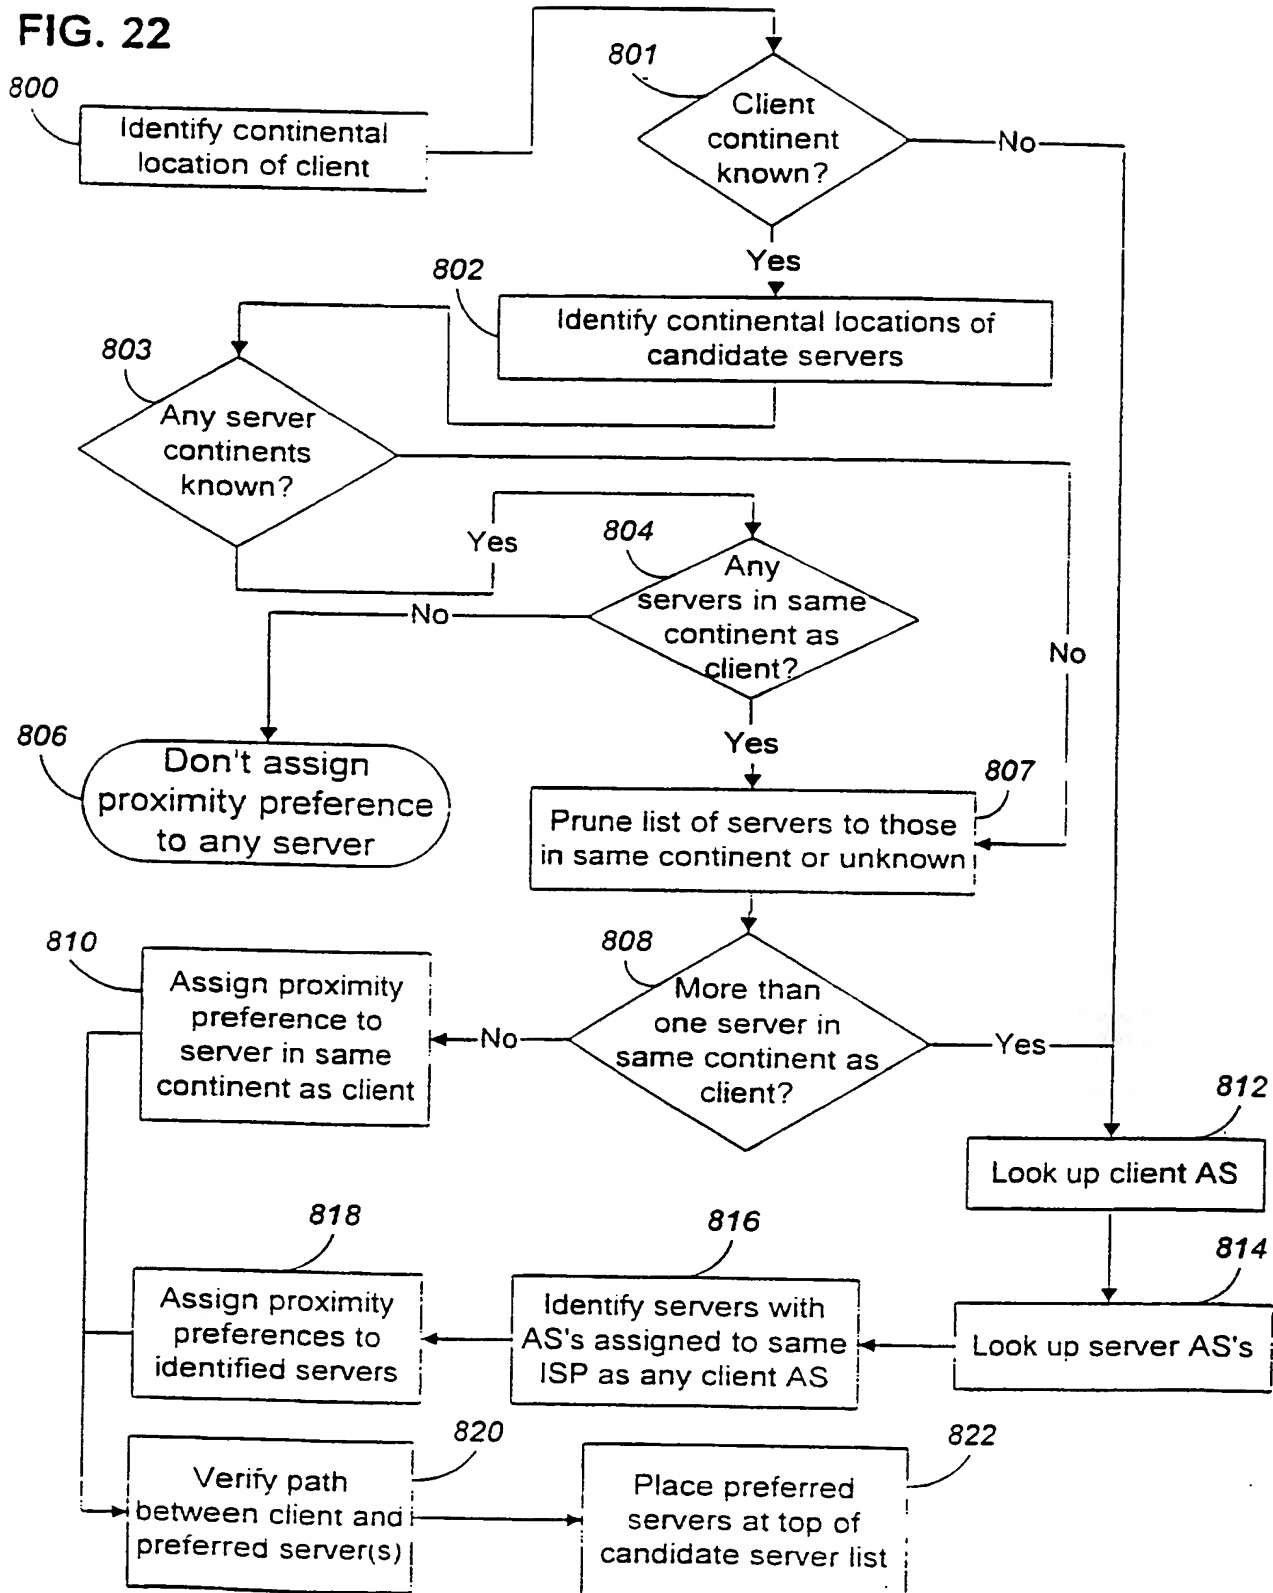 FIG. 22
800
Identify continental
location of client
801
Client
continent
known?
No
Yes
802
Identify continental locations of
candidate servers
803
Any server
continents
known?
Yes
804
Any
servers in same
continent as
client?
No
No
Yes
806
Don't assign
proximity preference
to any server
807
Prune list of servers to those
in same continent or unknown
808
More than
one server in
same continent as
client?
No
Yes
810
Assign proximity
preference to
server in same
continent as client
812
Look up client AS
814
Look up server AS's
816
Identify servers with
AS's assigned to same
ISP as any client AS
818
Assign proximity
preferences to
identified servers
820
Verify path
between client and
preferred server(s)
822
Place preferred
servers at top of
candidate server list